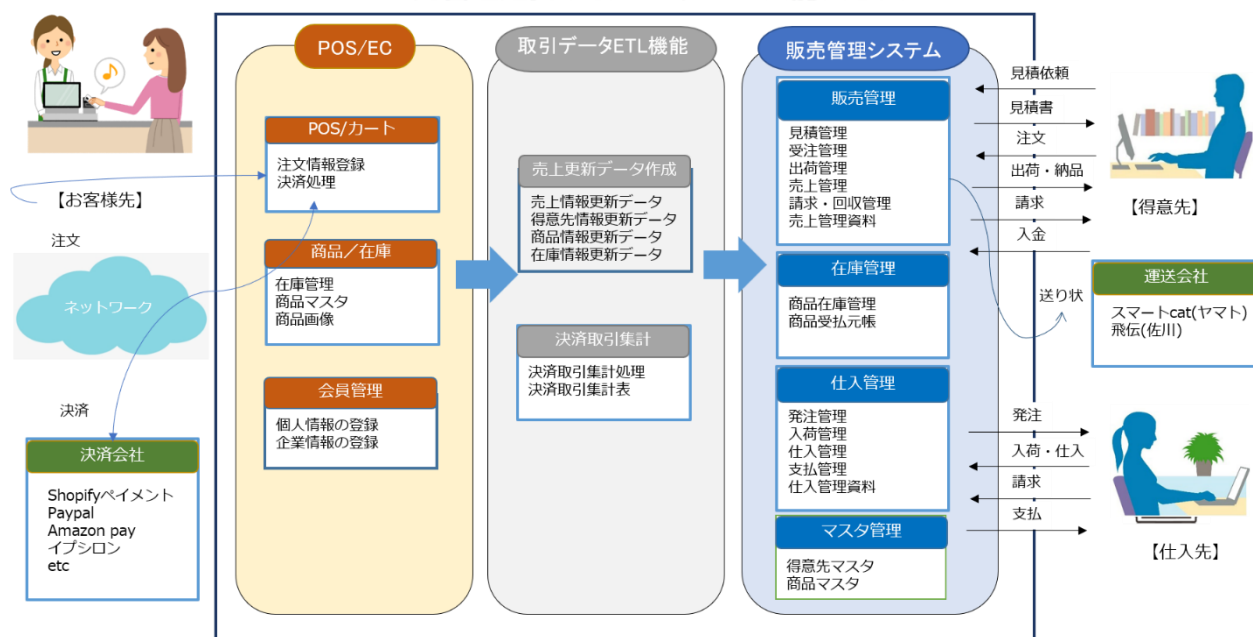 POS/EC
取引データETL機能
販売管理システム
【お客様先】
注文
ネットワーク
決済
決済会社
Shopifyペイメント
Paypal
Amazon pay
イプシロン
etc
POS/カート
注文情報登録
決済処理
商品／在庫
在庫管理
商品マスタ
商品画像
会員管理
個人情報の登録
企業情報の登録
売上更新データ作成
売上情報更新データ
得意先情報更新データ
商品情報更新データ
在庫情報更新データ
決済取引集計
決済取引集計処理
決済取引集計表
販売管理
見積管理
受注管理
出荷管理
売上管理
請求・回収管理
売上管理資料
在庫管理
商品在庫管理
商品受払元帳
仕入管理
発注管理
入荷管理
仕入管理
支払管理
仕入管理資料
マスタ管理
得意先マスタ
商品マスタ
見積依頼
見積書
注文
出荷・納品
請求
入金
【得意先】
送り状
運送会社
スマートcat(ヤマト)
飛伝(佐川)
発注
入荷・仕入
請求
支払
【仕入先】